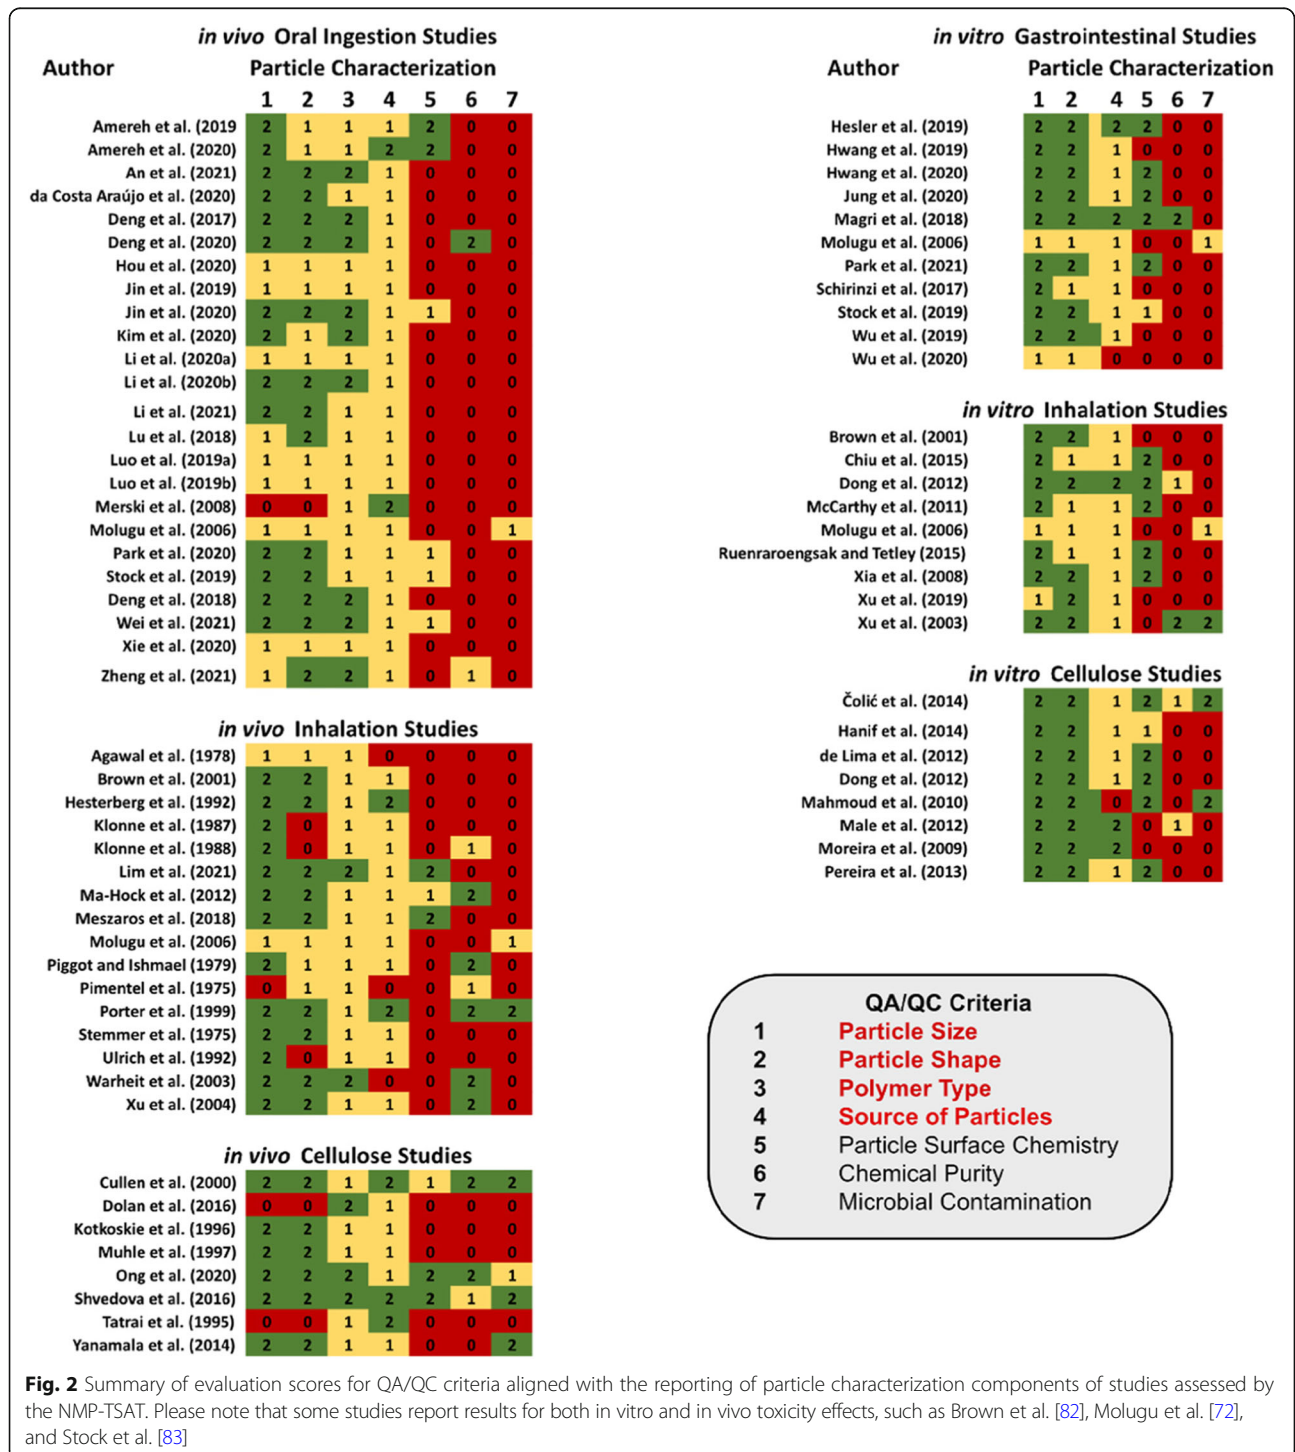 in vivo Oral Ingestion Studies
Author Particle Characterization
1 2 3 4 5 6 7
Amereh et al. (2019 2 1 1 1 2 0 0
Amereh et al. (2020) 2 1 1 2 2 0 0
An et al. (2021) 2 2 2 1 0 0 0
da Costa Araújo et al. (2020) 2 2 1 1 0 0 0
Deng et al. (2017) 2 2 2 1 0 0 0
Deng et al. (2020) 2 2 2 1 0 2 0
Hou et al. (2020) 1 1 1 1 0 0 0
Jin et al. (2019) 1 1 1 1 0 0 0
Jin et al. (2020) 2 2 2 1 1 0 0
Kim et al. (2020) 2 1 2 1 0 0 0
Li et al. (2020a) 1 1 1 1 0 0 0
Li et al. (2020b) 2 2 2 1 0 0 0
Li et al. (2021) 2 2 1 1 0 0 0
Lu et al. (2018) 1 2 1 1 0 0 0
Luo et al. (2019a) 1 1 1 1 0 0 0
Luo et al. (2019b) 1 1 1 1 0 0 0
Merski et al. (2008) 0 0 1 2 0 0 0
Molugu et al. (2006) 1 1 1 1 0 0 1
Park et al. (2020) 2 2 1 1 1 0 0
Stock et al. (2019) 2 2 1 1 1 0 0
Deng et al. (2018) 2 2 2 1 0 0 0
Wei et al. (2021) 2 2 2 1 1 0 0
Xie et al. (2020) 1 1 1 1 0 0 0
Zheng et al. (2021) 1 2 2 1 0 1 0
in vivo Inhalation Studies
Agawal et al. (1978) 1 1 1 0 0 0 0
Brown et al. (2001) 2 2 1 1 0 0 0
Hesterberg et al. (1992) 2 2 1 2 0 0 0
Klonne et al. (1987) 2 0 1 1 0 0 0
Klonne et al. (1988) 2 0 1 1 0 1 0
Lim et al. (2021) 2 2 2 1 2 0 0
Ma-Hock et al. (2012) 2 2 1 1 1 2 0
Meszaros et al. (2018) 2 2 1 1 2 0 0
Molugu et al. (2006) 1 1 1 1 0 0 1
Piggot and Ishmael (1979) 2 1 1 1 0 2 0
Pimentel et al. (1975) 0 1 1 0 0 1 0
Porter et al. (1999) 2 2 1 2 0 2 2
Stemmer et al. (1975) 2 2 1 1 0 0 0
Ulrich et al. (1992) 2 0 1 1 0 0 0
Warheit et al. (2003) 2 2 2 0 0 2 0
Xu et al. (2004) 2 2 1 1 0 2 0
in vivo Cellulose Studies
Cullen et al. (2000) 2 2 1 2 1 2 2
Dolan et al. (2016) 0 0 2 1 0 0 0
Kotkoskie et al. (1996) 2 2 1 1 0 0 0
Muhle et al. (1997) 2 2 1 1 0 0 0
Ong et al. (2020) 2 2 2 1 2 2 1
Shvedova et al. (2016) 2 2 2 2 2 1 2
Tatrai et al. (1995) 0 0 1 2 0 0 0
Yanamala et al. (2014) 2 2 1 1 0 0 2
in vitro Gastrointestinal Studies
Author Particle Characterization
1 2 4 5 6 7
Hesler et al. (2019) 2 2 2 2 0 0
Hwang et al. (2019) 2 2 1 0 0 0
Hwang et al. (2020) 2 2 1 2 0 0
Jung et al. (2020) 2 2 1 2 0 0
Magri et al. (2018) 2 2 2 2 2 0
Molugu et al. (2006) 1 1 1 0 0 1
Park et al. (2021) 2 2 1 2 0 0
Schirinzi et al. (2017) 2 1 1 0 0 0
Stock et al. (2019) 2 2 1 1 0 0
Wu et al. (2019) 2 2 1 0 0 0
Wu et al. (2020) 1 1 0 0 0 0
in vitro Inhalation Studies
Brown et al. (2001) 2 2 1 0 0 0
Chiu et al. (2015) 2 1 1 2 0 0
Dong et al. (2012) 2 2 2 2 1 0
McCarthy et al. (2011) 2 1 1 2 0 0
Molugu et al. (2006) 1 1 1 0 0 1
Ruenraroengsak and Tetley (2015) 2 1 1 2 0 0
Xia et al. (2008) 2 2 1 2 0 0
Xu et al. (2019) 1 2 1 0 0 0
Xu et al. (2003) 2 2 1 0 2 2
in vitro Cellulose Studies
Čolić et al. (2014) 2 2 1 2 1 2
Hanif et al. (2014) 2 2 1 1 0 0
de Lima et al. (2012) 2 2 1 2 0 0
Dong et al. (2012) 2 2 1 2 0 0
Mahmoud et al. (2010) 2 2 0 2 0 2
Male et al. (2012) 2 2 2 0 1 0
Moreira et al. (2009) 2 2 2 0 0 0
Pereira et al. (2013) 2 2 1 2 0 0
QA/QC Criteria
1 Particle Size
2 Particle Shape
3 Polymer Type
4 Source of Particles
5 Particle Surface Chemistry
6 Chemical Purity
7 Microbial Contamination
Fig. 2 Summary of evaluation scores for QA/QC criteria aligned with the reporting of particle characterization components of studies assessed by
the NMP-TSAT. Please note that some studies report results for both in vitro and in vivo toxicity effects, such as Brown et al. [82], Molugu et al. [72],
and Stock et al. [83]